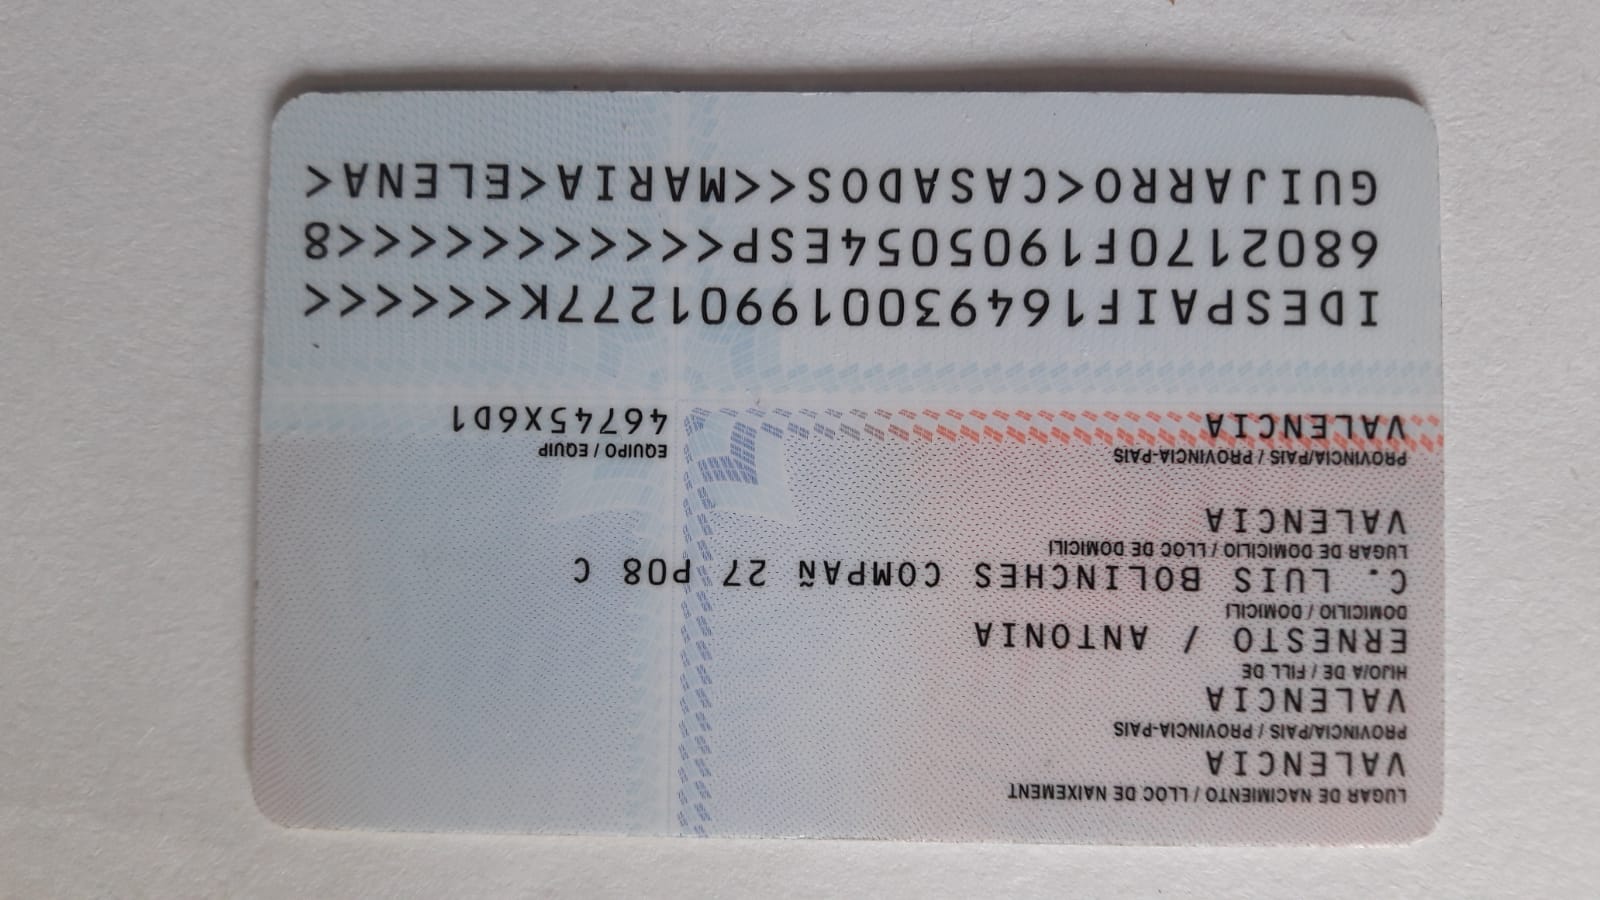 LUGAR DE NACIMIENTO / LLOC DE NAIXEMENT
VALENCIA
PROVINCIA/PAIS / PROVINCIA-PAIS
VALENCIA
HIJO/A DE / FILL DE
ERNESTO / ANTONIA
DOMICILIO / DOMICILI
C. LUIS BOLINCHES COMPAÑ 27 P08 C
LUGAR DE DOMICILIO / LLOC DE DOMICILI
VALENCIA
PROVINCIA/PAIS / PROVINCIA-PAIS
VALENCIA
EQUIPO / EQUIP
46745X6D1
IDESPAIF164930019901277K<<<<<<
6802170F1905054ESP<<<<<<<<<<<8
GUIJARRO<CASADOS<<MARIA<ELENA<